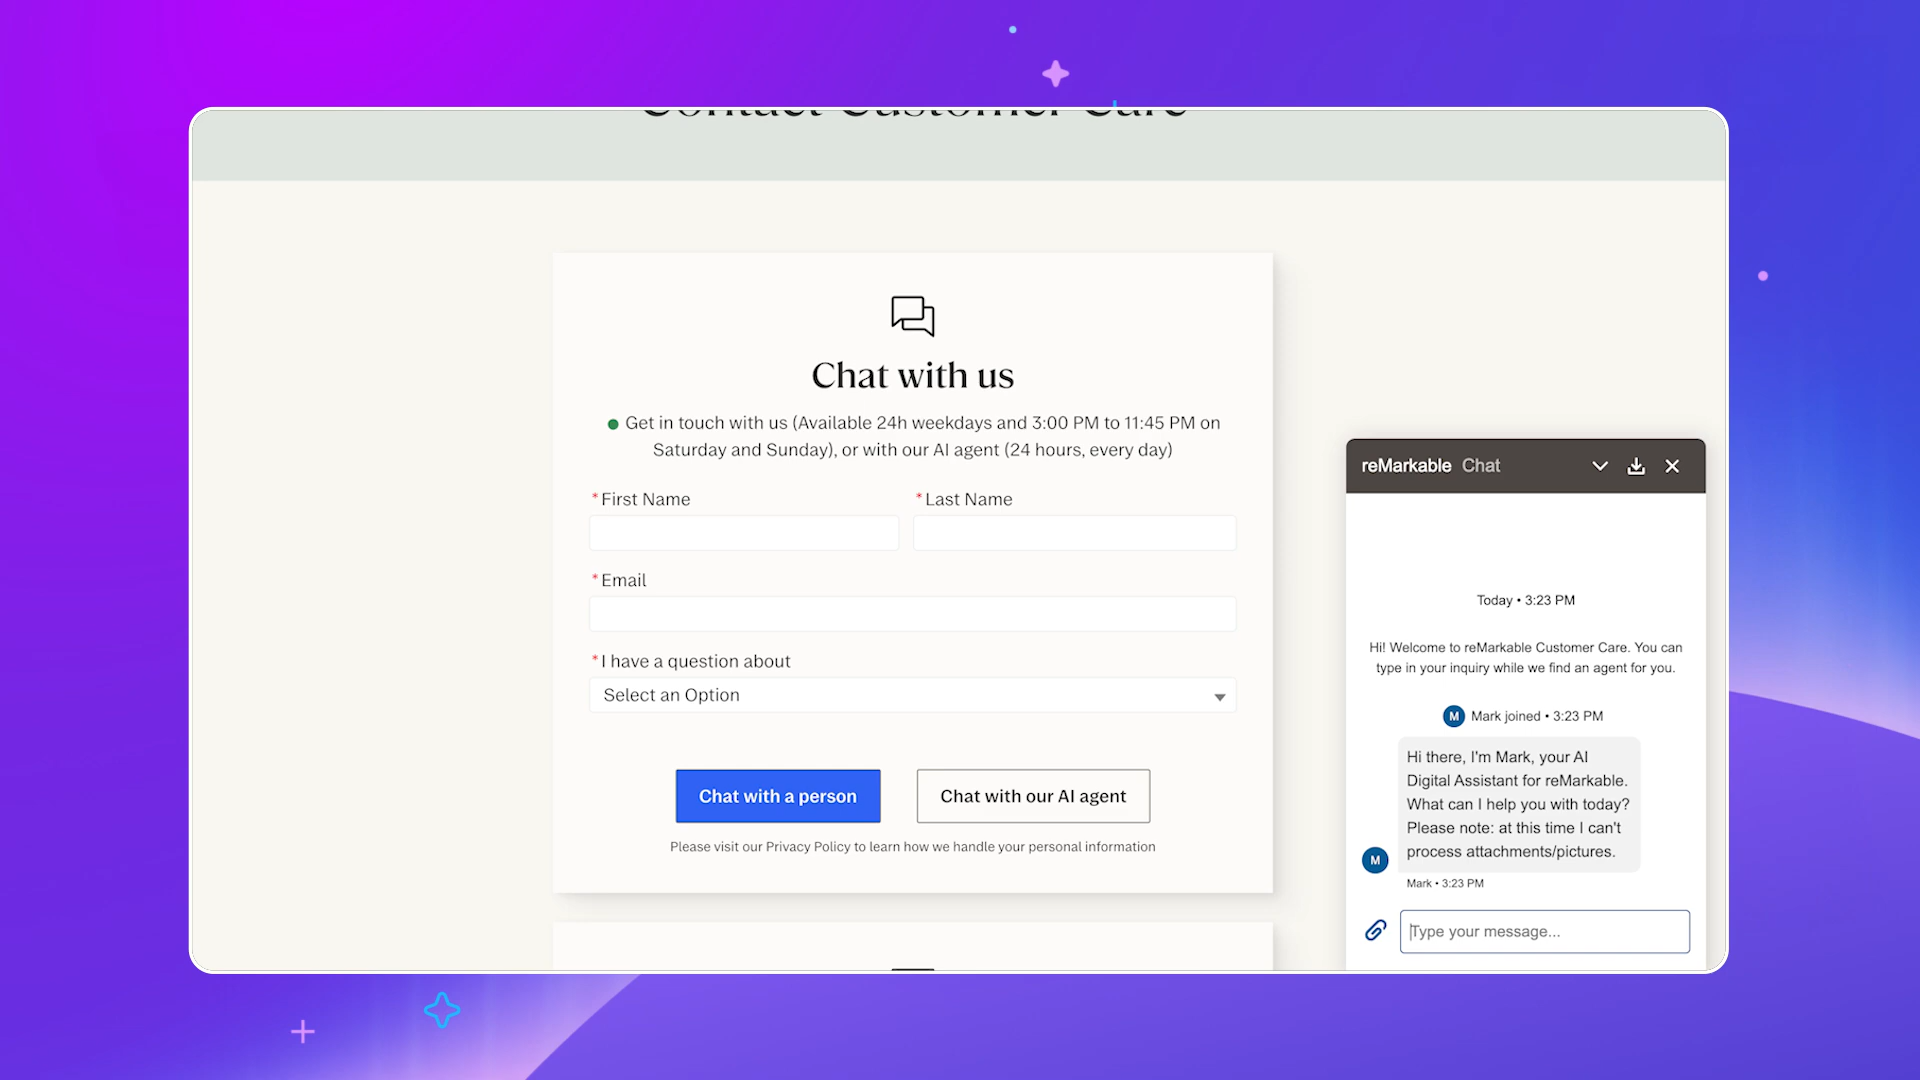 Contact Customer Care
Chat with us
Get in touch with us (Available 24h weekdays and 3:00 PM to 11:45 PM on
Saturday and Sunday), or with our AI agent (24 hours, every day)
*First Name
*Last Name
*Email
*I have a question about
Select an Option
Chat with a person
Chat with our AI agent
Please visit our Privacy Policy to learn how we handle your personal information
reMarkable Chat
Today • 3:23 PM
Hi! Welcome to reMarkable Customer Care. You can
type in your inquiry while we find an agent for you.
M Mark joined • 3:23 PM
Hi there, I'm Mark, your AI
Digital Assistant for reMarkable.
What can I help you with today?
Please note: at this time I can't
process attachments/pictures.
M
Mark • 3:23 PM
Type your message...